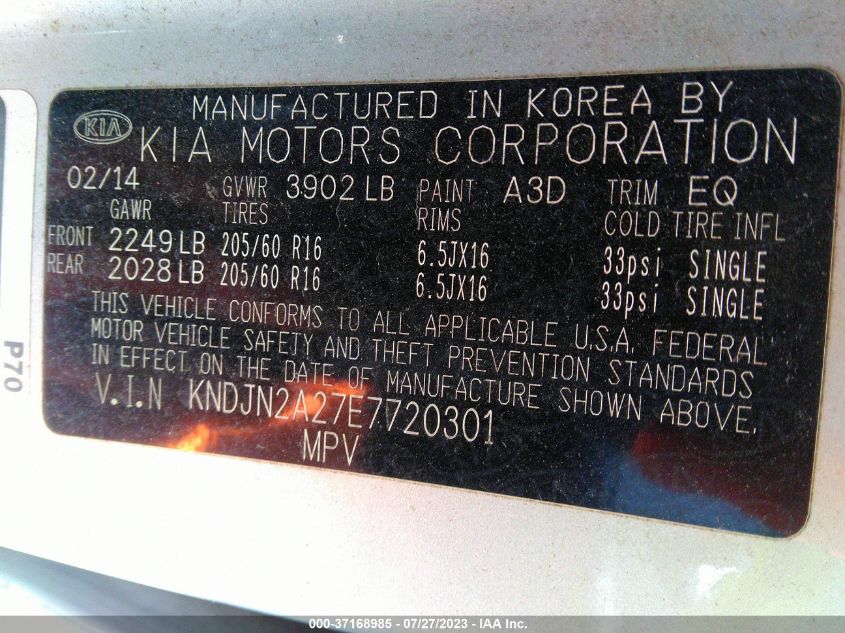 MANUFACTURED IN KOREA BY
KIA KIA MOTORS CORPORATION
02/14 GVWR 3902 LB PAINT A3D TRIM EQ
GAWR TIRES RIMS COLD TIRE INFL
FRONT 2249 LB 205/60 R16 6.5JX16 33psi SINGLE
REAR 2028 LB 205/60 R16 6.5JX16 33psi SINGLE
THIS VEHICLE CONFORMS TO ALL APPLICABLE U.S.A. FEDERAL
MOTOR VEHICLE SAFETY AND THEFT PREVENTION STANDARDS
IN EFFECT ON THE DATE OF MANUFACTURE SHOWN ABOVE.
V.I.N KNDJN2A27E7720301
MPV
P70
000-37168985 - 07/27/2023 - IAA Inc.